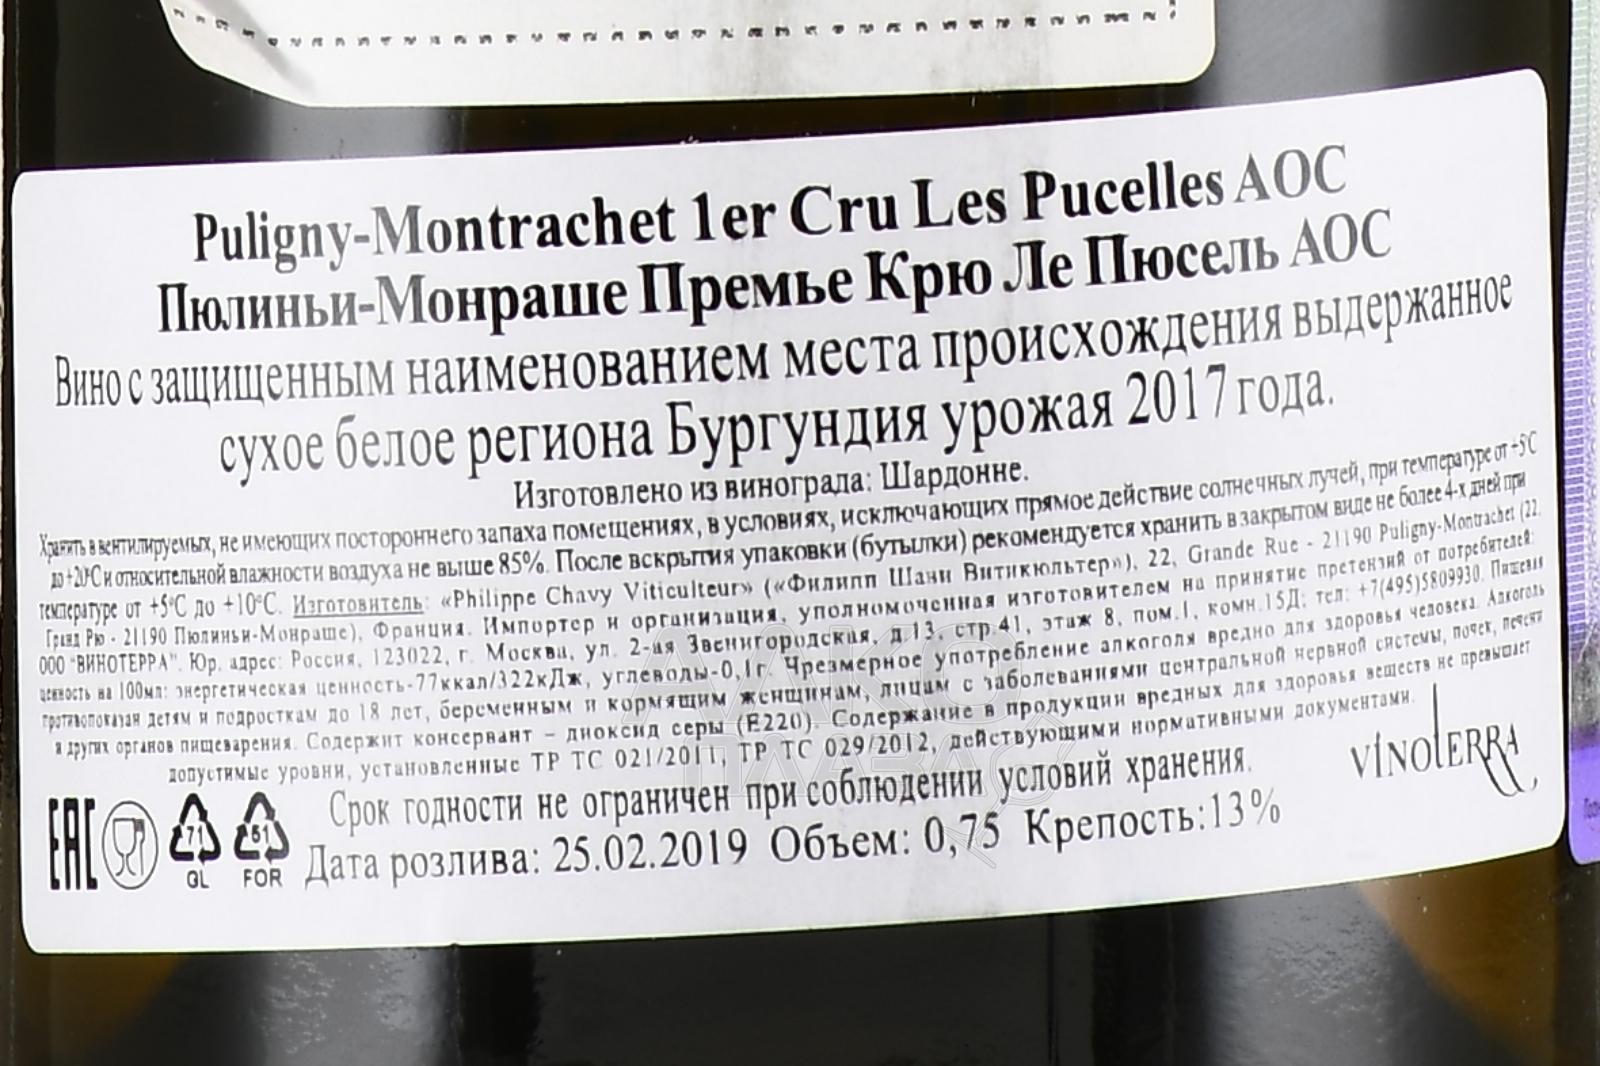 Puligny-Montrachet 1er Cru Les Pucelles AOC
Пюлиньи-Монраше Премье Крю Ле Пюсель АОС
Вино с защищенным наименованием места происхождения выдержанное
сухое белое региона Бургундия урожая 2017 года.
Изготовлено из винограда: Шардонне.
Хранить в вентилируемых, не имеющих постороннего запаха помещениях, в условиях, исключающих прямое действие солнечных лучей, при температуре от +5°С
до +20°С и относительной влажности воздуха не выше 85%. После вскрытия упаковки (бутылки) рекомендуется хранить в закрытом виде не более 4-х дней при
температуре от +5°С до +10°С. Изготовитель: «Philippe Chavy Viticulteur» («Филипп Шави Витикюльтер»), 22, Grande Rue - 21190 Puligny-Montrachet (22,
Гранд Рю - 21190 Пюлиньи-Монраше), Франция. Импортер и организация, уполномоченная изготовителем на принятие претензий от потребителей:
ООО "ВИНОТЕРРА". Юр. адрес: Россия, 123022, г. Москва, ул. 2-ая Звенигородская, д.13, стр.41, этаж 8, пом.I, комн.15Д; тел: +7(495)5809930. Пищевая
ценность на 100мл: энергетическая ценность-77ккал/322кДж, углеводы-0,1г. Чрезмерное употребление алкоголя вредно для здоровья человека. Алкоголь
противопоказан детям и подросткам до 18 лет, беременным и кормящим женщинам, лицам с заболеваниями центральной нервной системы, почек, печени
и других органов пищеварения. Содержит консервант – диоксид серы (Е220). Содержание в продукции вредных для здоровья веществ не превышает
допустимые уровни, установленные ТР ТС 021/2011, ТР ТС 029/2012, действующими нормативными документами.
Срок годности не ограничен при соблюдении условий хранения.
VINOTERRA
Дата розлива: 25.02.2019 Объем: 0,75 Крепость:13%
EAC
71
GL
51
FOR